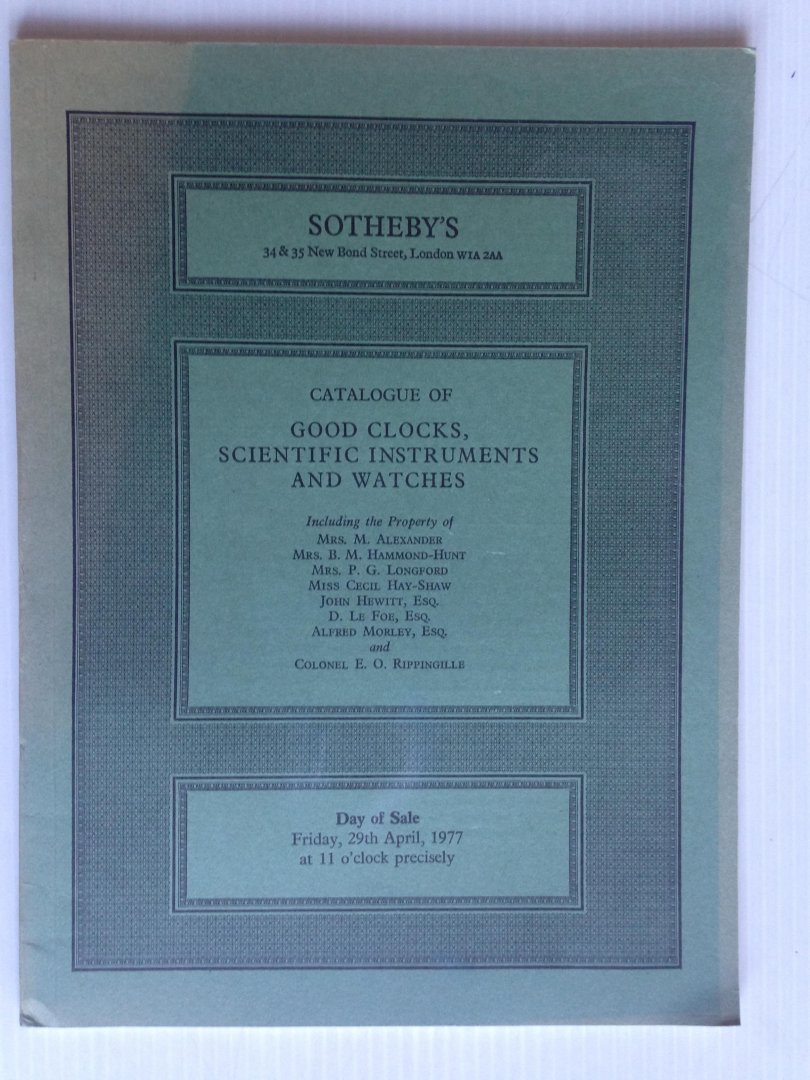 SOTHEBY'S
34 & 35 New Bond Street, London W1A 2AA
CATALOGUE OF
GOOD CLOCKS,
SCIENTIFIC INSTRUMENTS
AND WATCHES
Including the Property of
MRS. M. ALEXANDER
MRS. B. M. HAMMOND-HUNT
MRS. P. G. LONGFORD
MISS CECIL HAY-SHAW
JOHN HEWITT, ESQ.
D. LE FOE, ESQ.
ALFRED MORLEY, ESQ.
and
COLONEL E. O. RIPPINGILLE
Day of Sale
Friday, 29th April, 1977
at 11 o'clock precisely